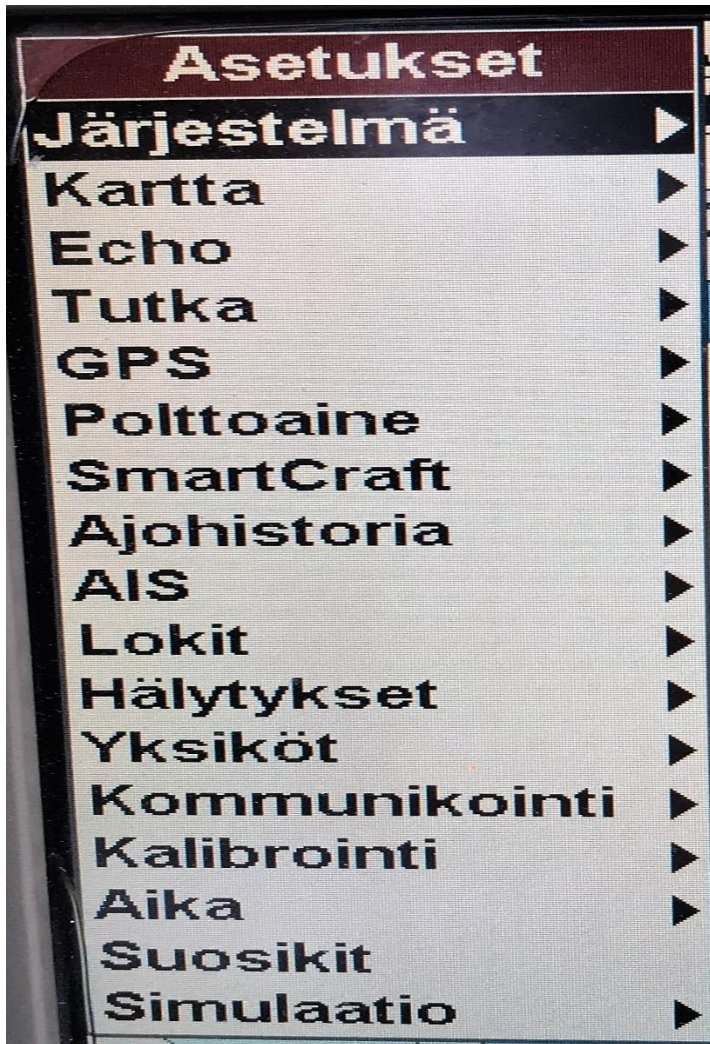 Asetukset
Järjestelmä
Kartta
Echo
Tutka
GPS
Polttoaine
SmartCraft
Ajohistoria
AIS
Lokit
Hälytykset
Yksiköt
Kommunikointi
Kalibrointi
Aika
Suosikit
Simulaatio